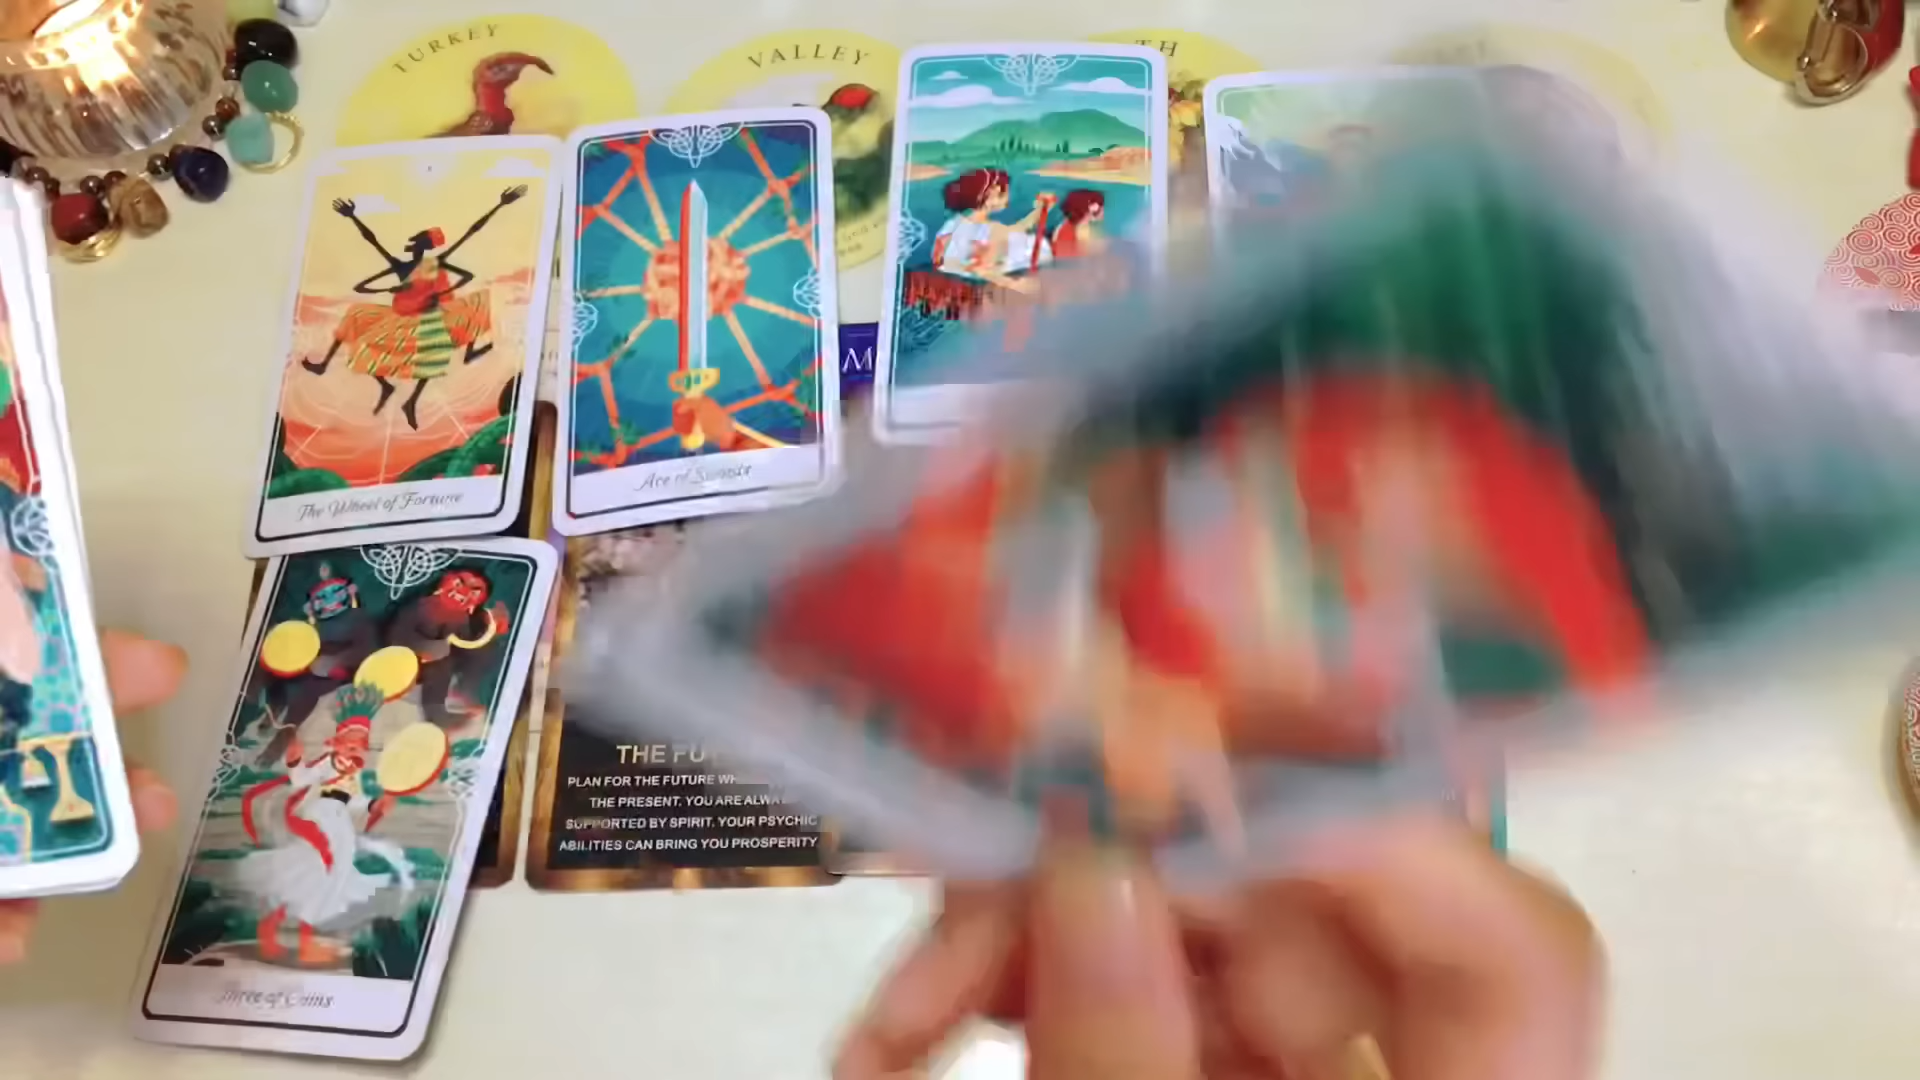 TURKEY
VALLEY
TH
The Wheel of Fortune
Ace of Swords
M
THE FU
PLAN FOR THE FUTURE WH
THE PRESENT. YOU ARE ALWA
SUPPORTED BY SPIRIT. YOUR PSYCHIC
ABILITIES CAN BRING YOU PROSPERITY
Three of Coins